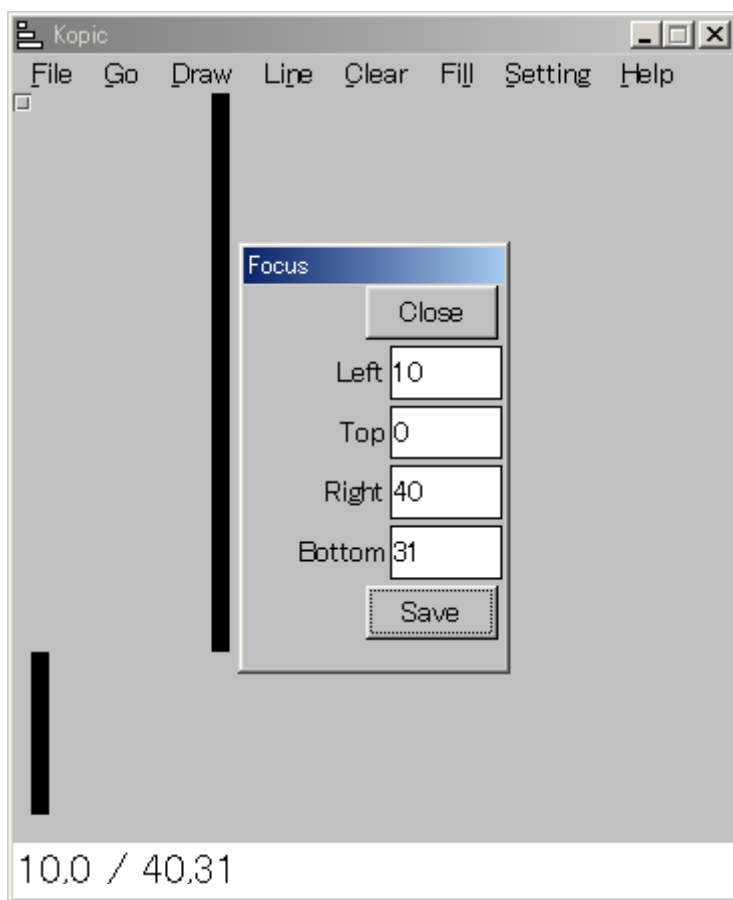 Kopic
File Go Draw Line Clear Fill Setting Help
Focus
Close
Left 10
Top 0
Right 40
Bottom 31
Save
10,0 / 40,31